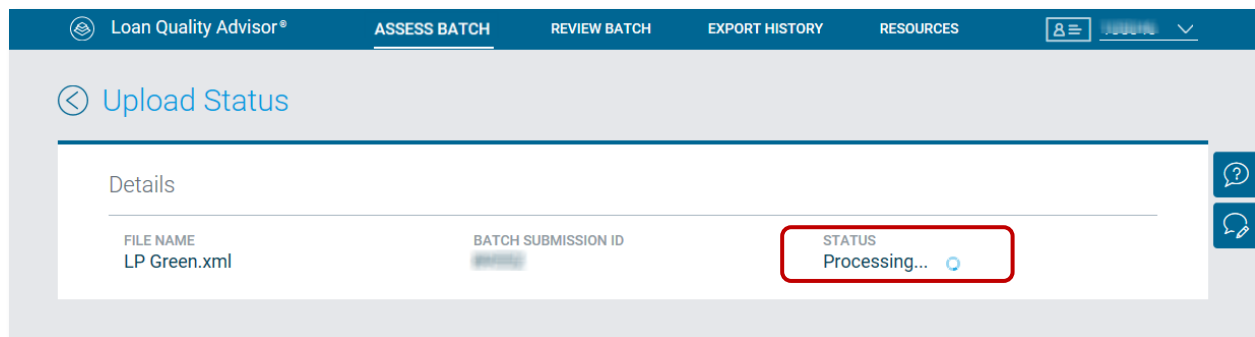 Loan Quality Advisor®
ASSESS BATCH
REVIEW BATCH
EXPORT HISTORY
RESOURCES
Upload Status
Details
FILE NAME
BATCH SUBMISSION ID
STATUS
LP Green.xml
Processing...